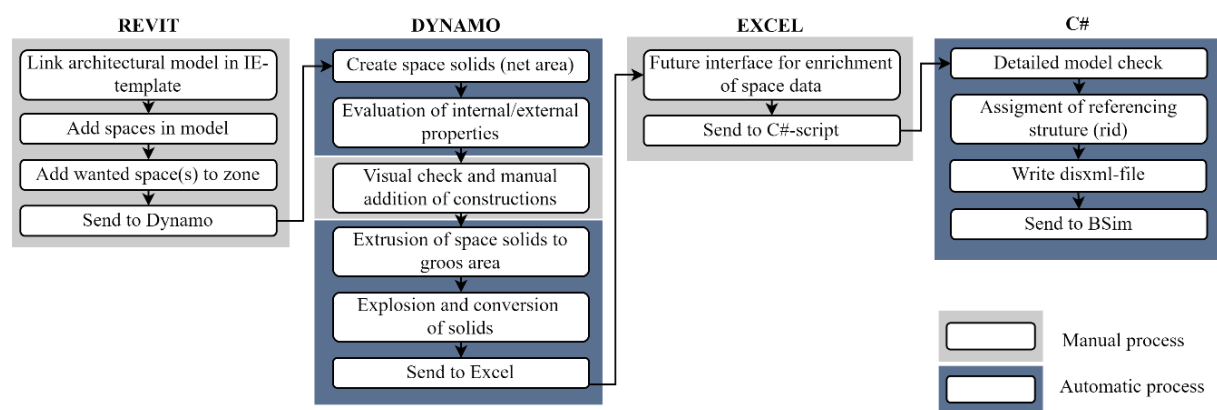 REVIT
Link architectural model in IE-
template
Add spaces in model
Add wanted space(s) to zone
Send to Dynamo
DYNAMO
Create space solids (net area)
Evaluation of internal/external
properties
Visual check and manual
addition of constructions
Extrusion of space solids to
groos area
Explosion and conversion
of solids
Send to Excel
EXCEL
Future interface for enrichment
of space data
Send to C#-script
C#
Detailed model check
Assigment of referencing
struture (rid)
Write disxml-file
Send to BSim
Manual process
Automatic process